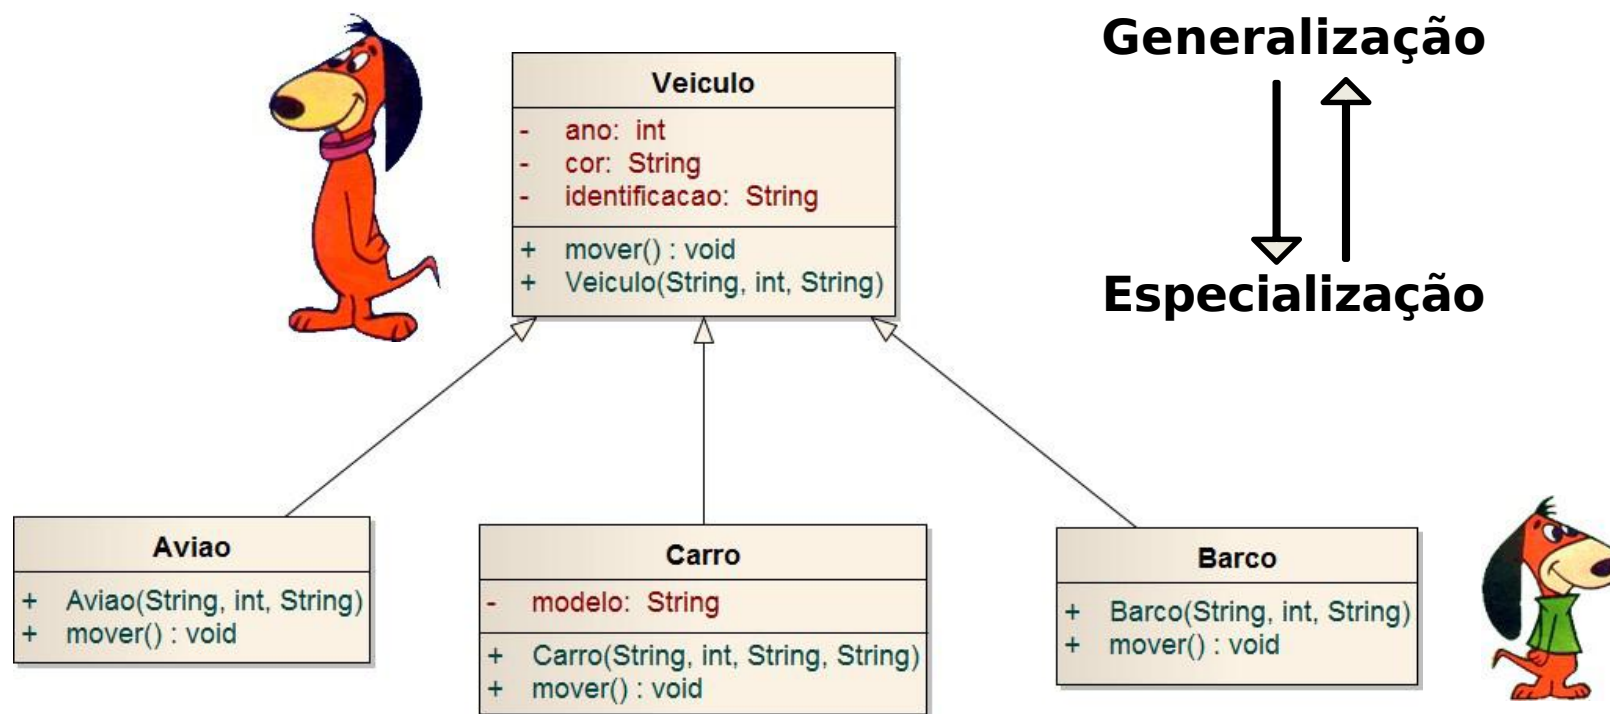 Generalização
Especialização
Veiculo
- ano: int
- cor: String
- identificacao: String
+ mover() : void
+ Veiculo(String, int, String)
Aviao
+ Aviao(String, int, String)
+ mover() : void
Carro
- modelo: String
+ Carro(String, int, String, String)
+ mover() : void
Barco
+ Barco(String, int, String)
+ mover() : void